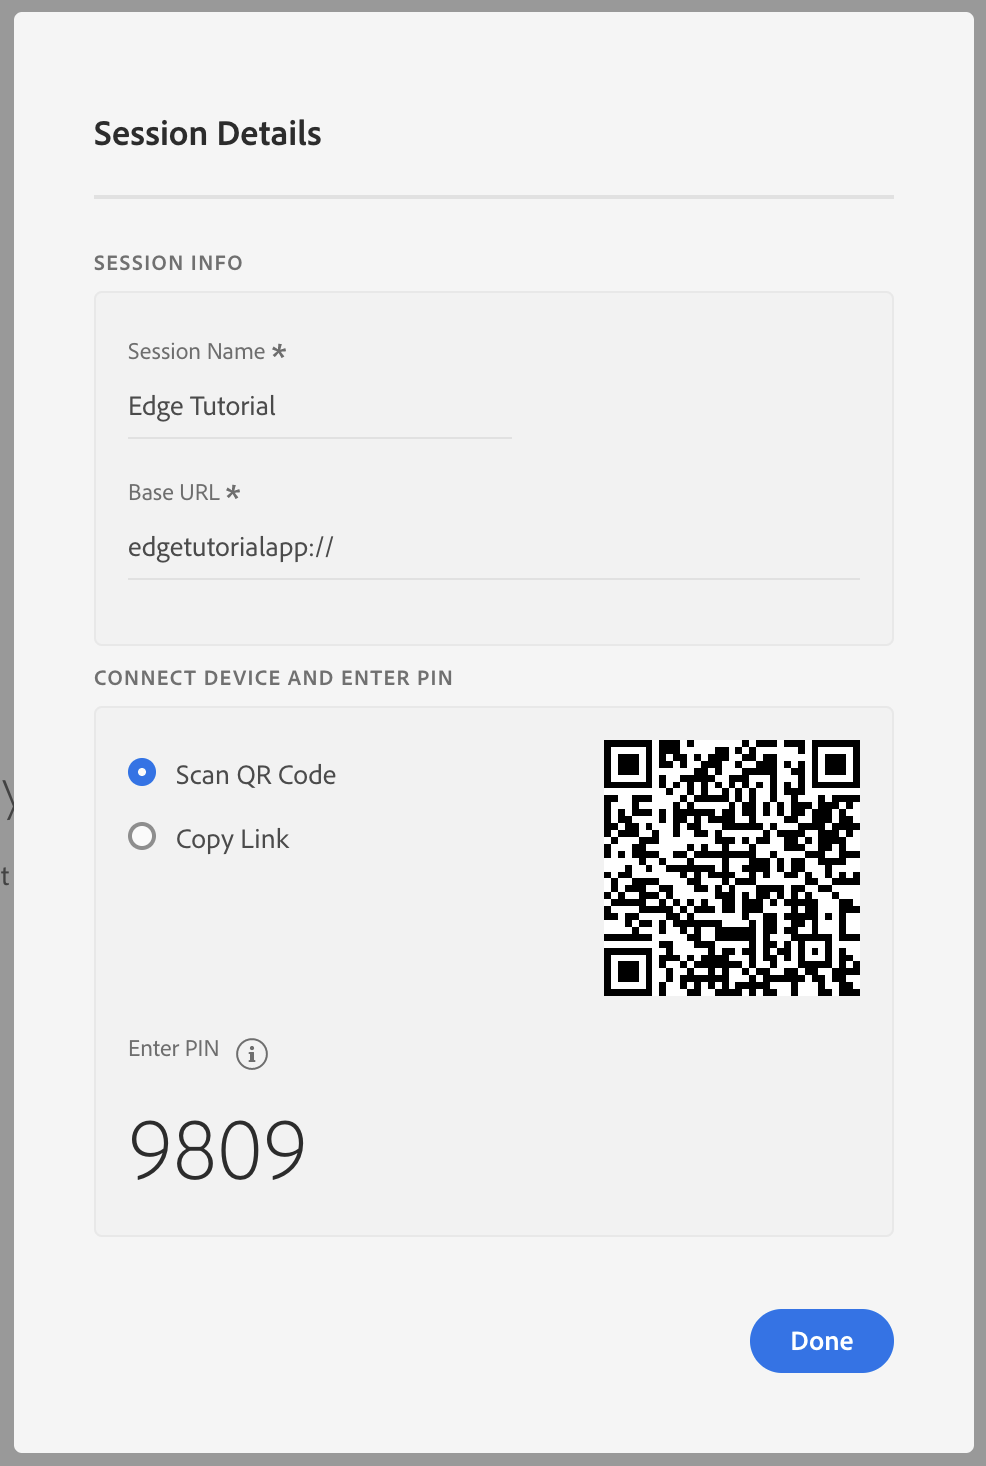 Session Details
SESSION INFO
Session Name *
Edge Tutorial
Base URL *
edgetutorialapp://
CONNECT DEVICE AND ENTER PIN
Scan QR Code
Copy Link
Enter PIN
9809
Done